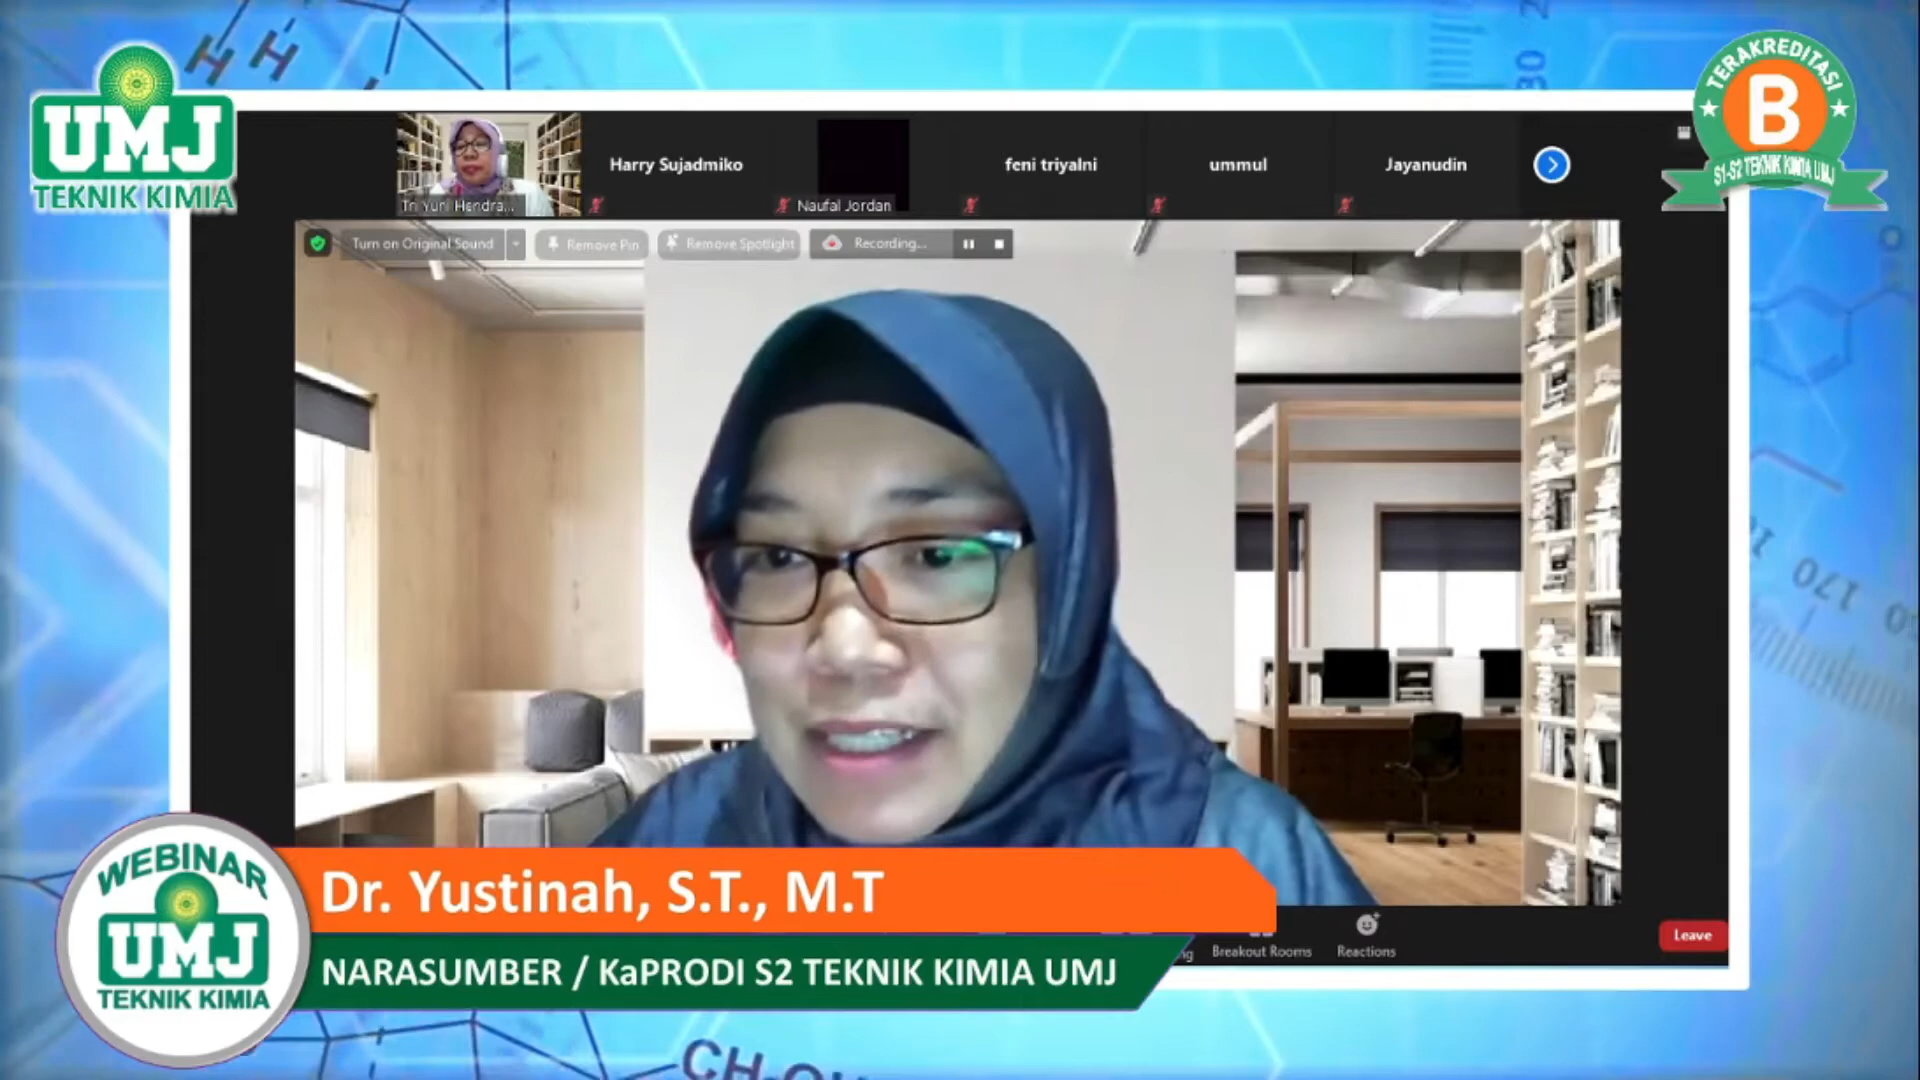 UMJ
TEKNIK KIMIA
TERAKREDITASI
B
S1-S2 TEKNIK KIMIA UMJ
Tri Yuni Hendra...
Harry Sujadmiko
Naufal Jordan
feni triyalni
ummul
Jayanudin
Turn on Original Sound
Remove Pin
Remove Spotlight
Recording...
H H
30
170
WEBINAR
UMJ
TEKNIK KIMIA
Dr. Yustinah, S.T., M.T
NARASUMBER / KaPRODI S2 TEKNIK KIMIA UMJ
Breakout Rooms
Reactions
Leave